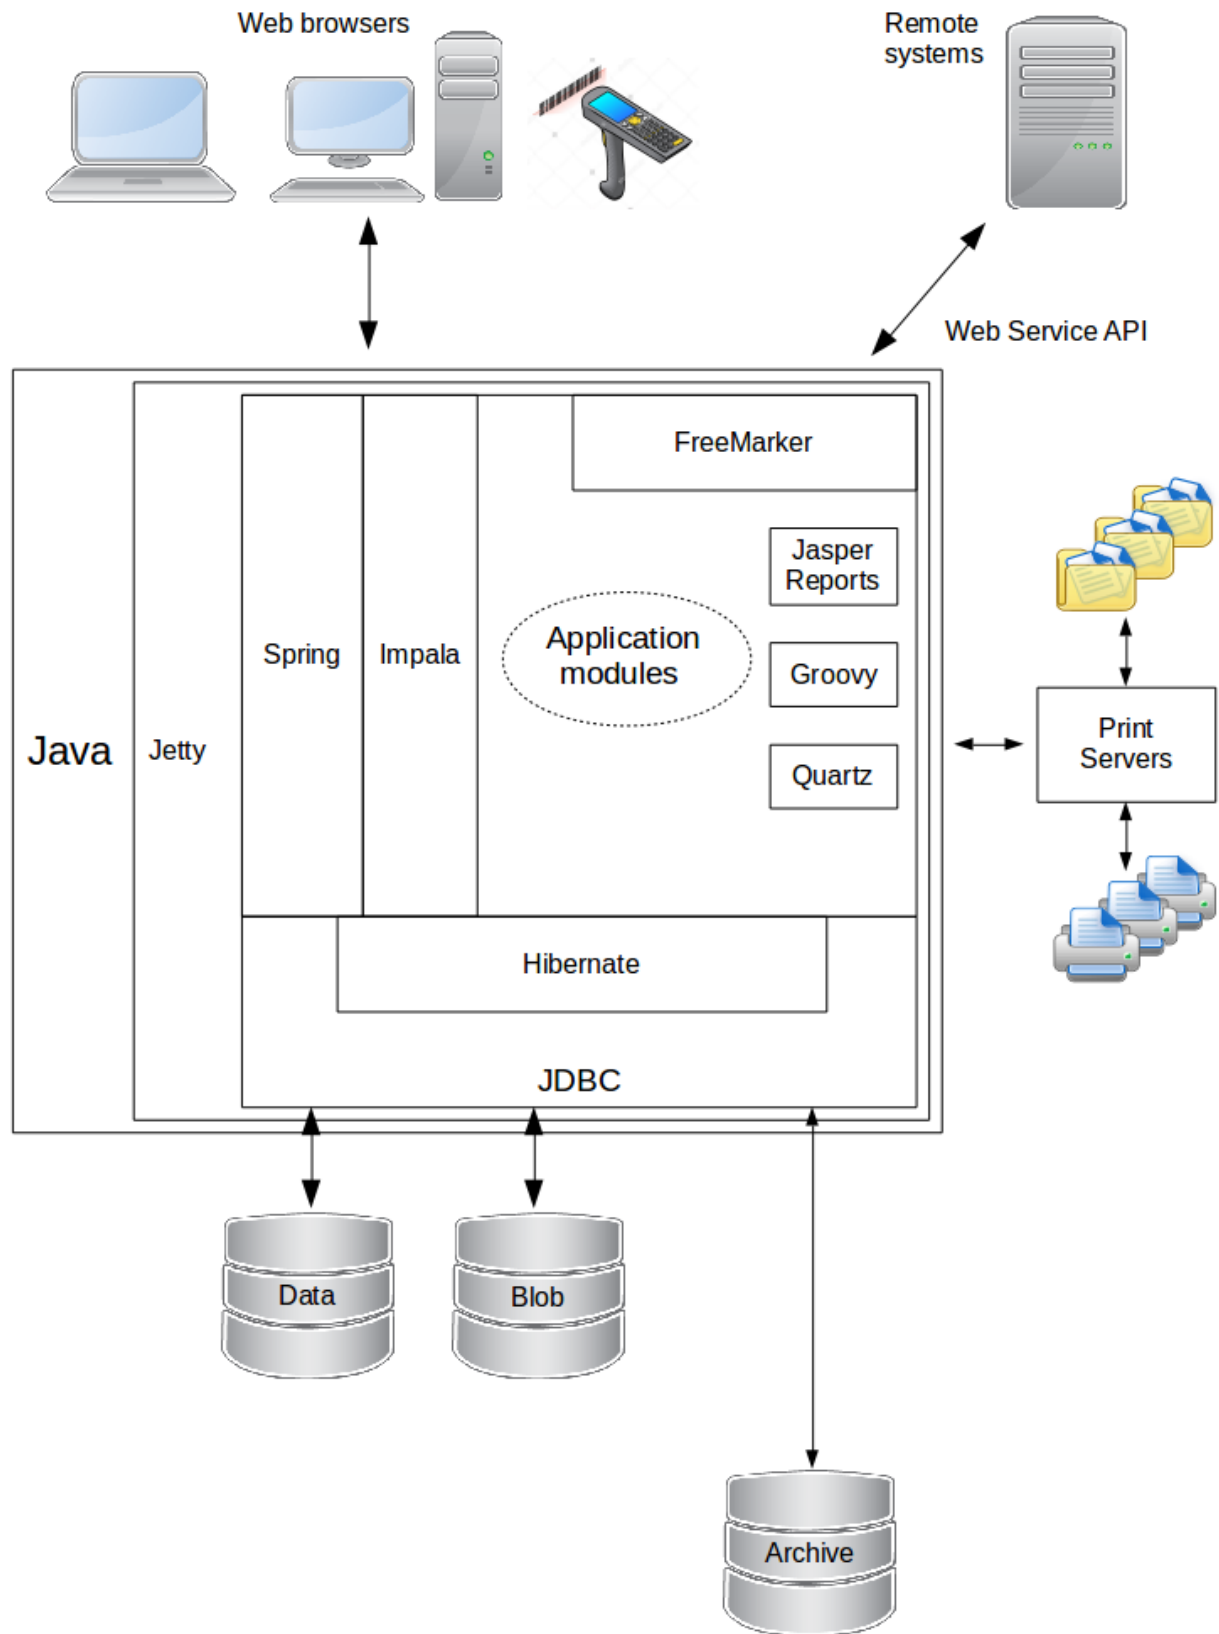 Web browsers
Remote
systems
Web Service API
FreeMarker
Jasper
Reports
Application
modules
Spring
Impala
Groovy
Java
Jetty
Print
Servers
Quartz
Hibernate
JDBC
Data
Blob
Archive